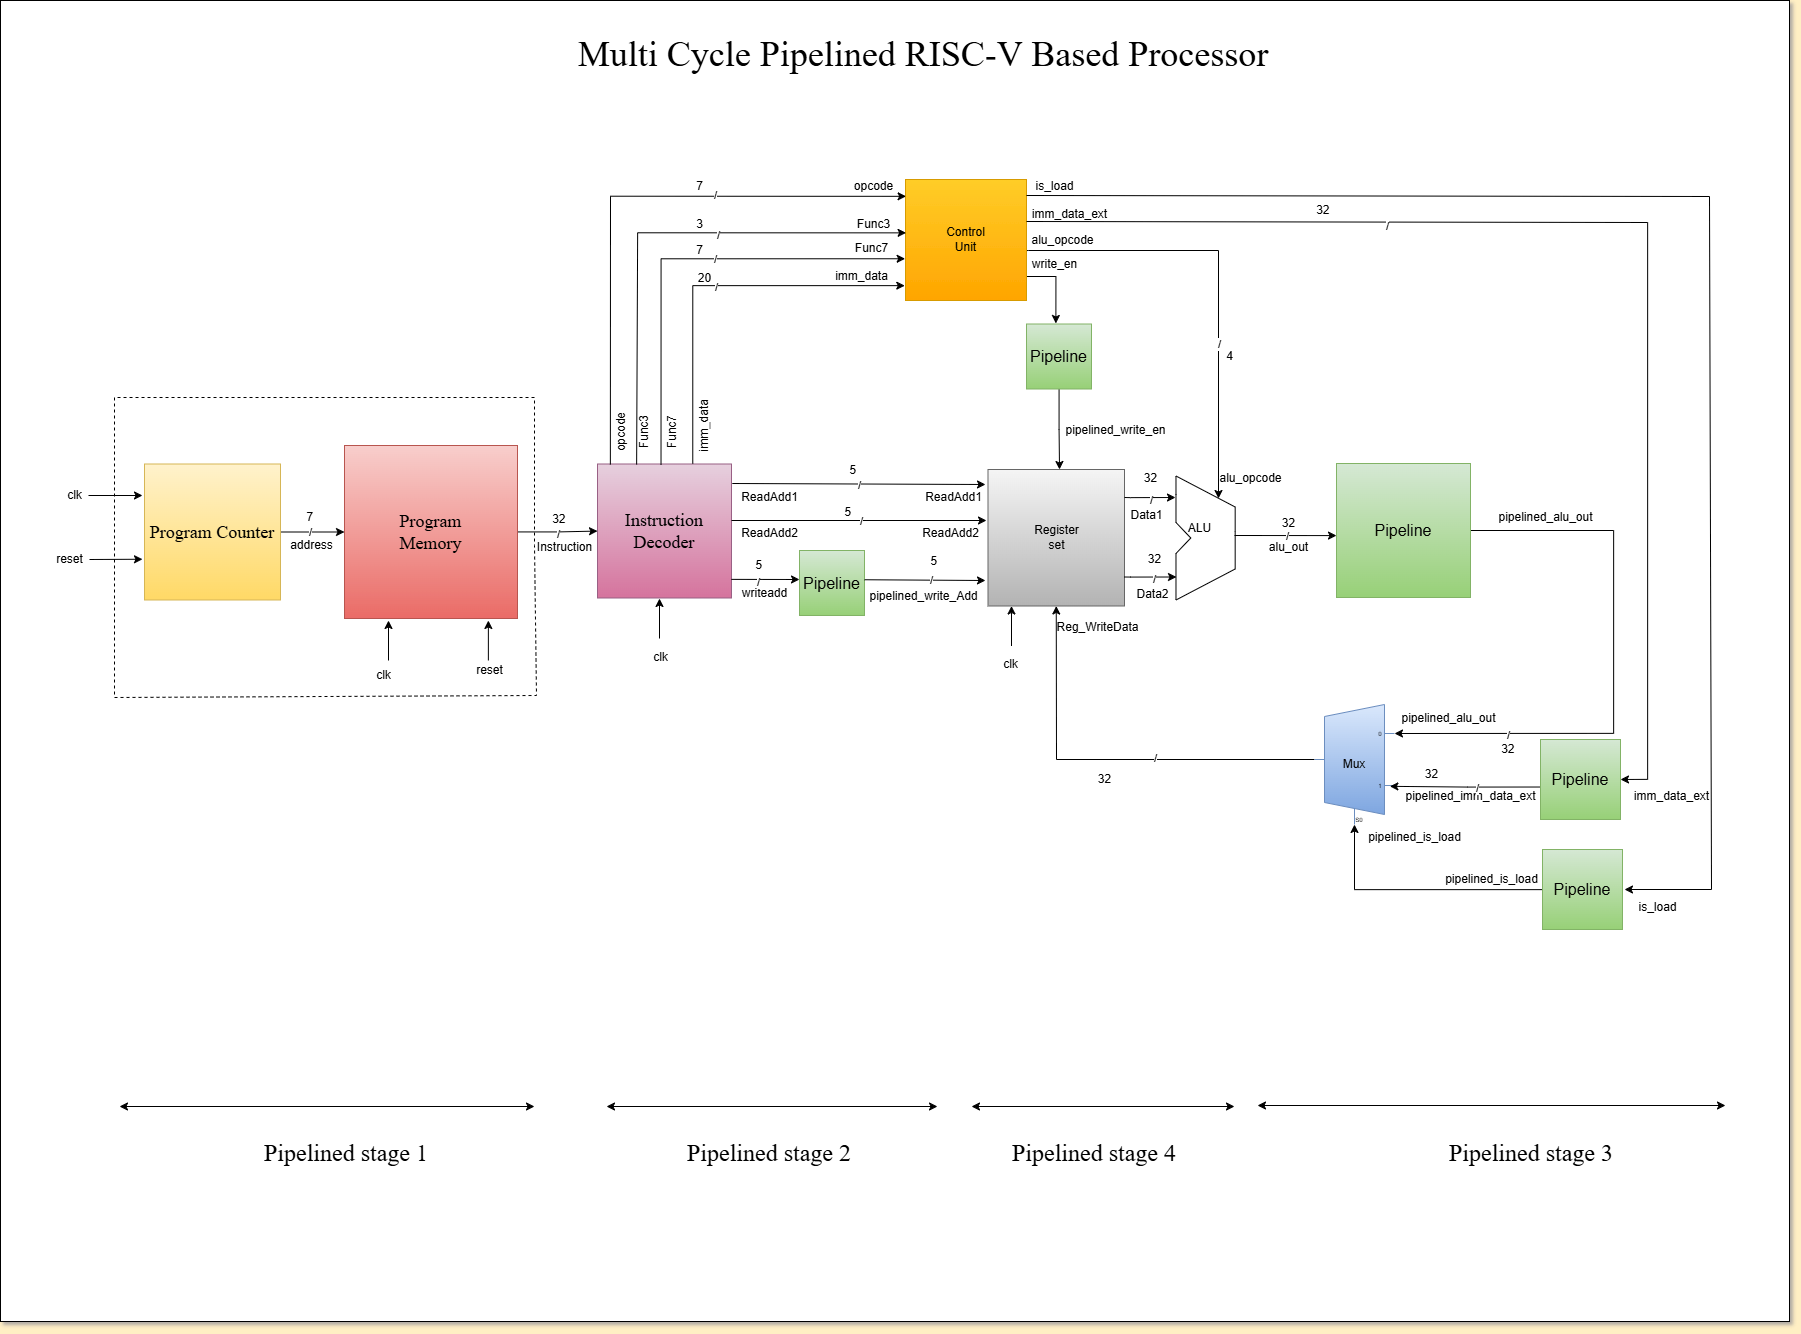 Multi Cycle Pipelined RISC-V Based Processor
7
opcode
3
Func3
7
Func7
20
imm_data
Control
Unit
is_load
imm_data_ext
32
alu_opcode
write_en
Pipeline
4
pipelined_write_en
opcode
Func3
Func7
imm_data
clk
reset
Program Counter
7
address
Program
Memory
clk
reset
32
Instruction
Instruction
Decoder
clk
5
ReadAdd1
ReadAdd1
5
ReadAdd2
ReadAdd2
5
writeadd
Pipeline
5
pipelined_write_Add
Register
set
clk
Reg_WriteData
32
Data1
32
Data2
alu_opcode
ALU
32
alu_out
Pipeline
pipelined_alu_out
pipelined_alu_out
32
0
Mux
1
S0
32
pipelined_imm_data_ext
Pipeline
imm_data_ext
32
pipelined_is_load
pipelined_is_load
Pipeline
is_load
Pipelined stage 1
Pipelined stage 2
Pipelined stage 4
Pipelined stage 3